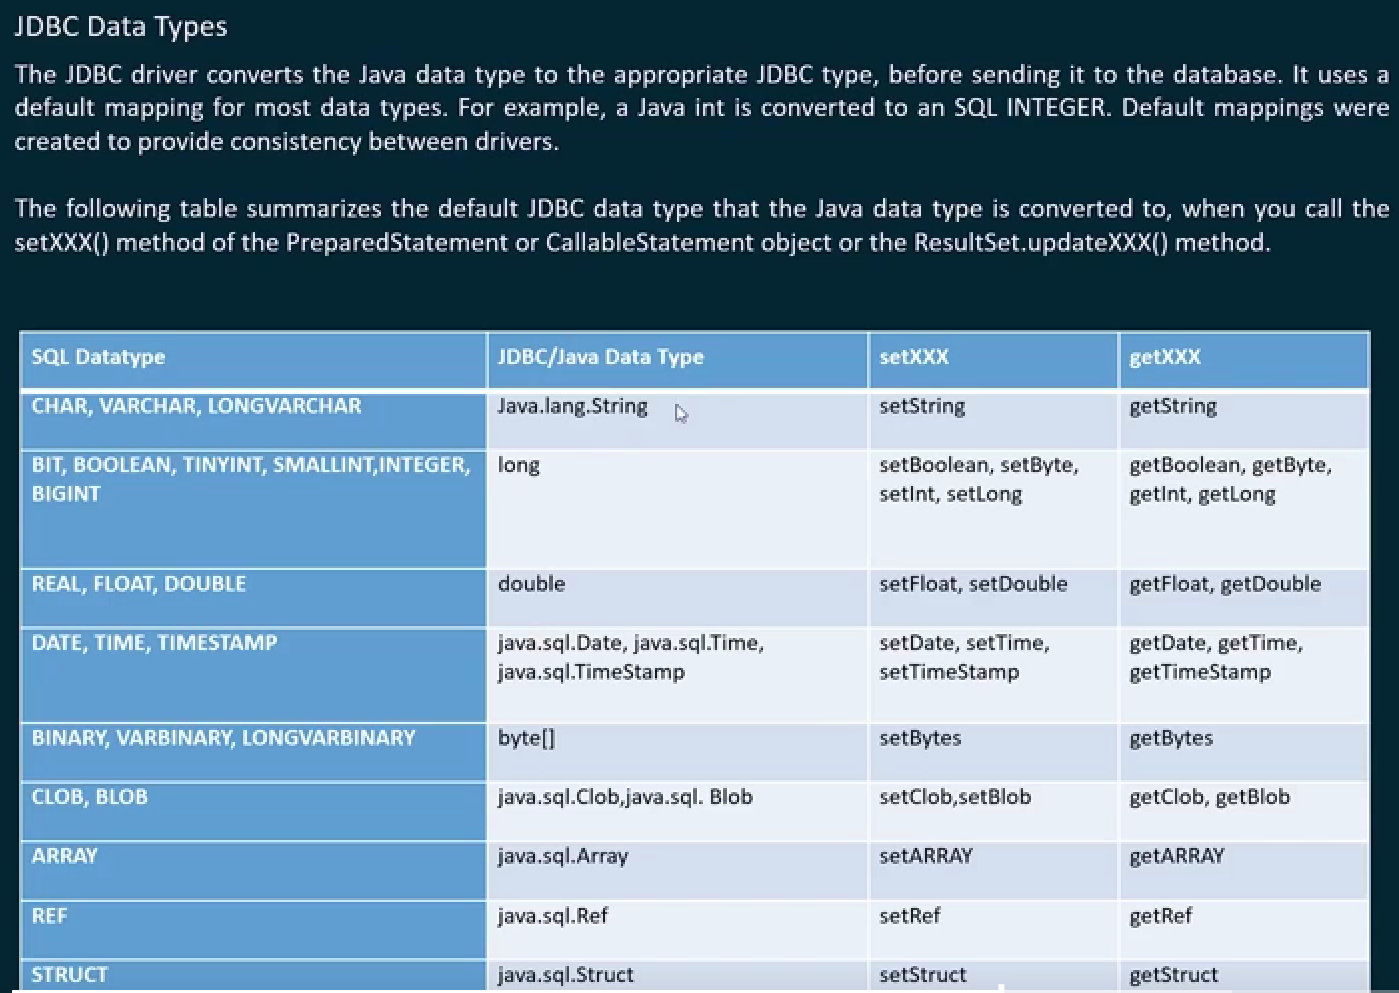 JDBC Data Types
The JDBC driver converts the Java data type to the appropriate JDBC type, before sending it to the database. It uses a
default mapping for most data types. For example, a Java int is converted to an SQL INTEGER. Default mappings were
created to provide consistency between drivers.
The following table summarizes the default JDBC data type that the Java data type is converted to, when you call the
setXXX() method of the PreparedStatement or CallableStatement object or the ResultSet.updateXXX() method.
SQL Datatype JDBC/Java Data Type setXXX getXXX
CHAR, VARCHAR, LONGVARCHAR Java.lang.String setString getString
BIT, BOOLEAN, TINYINT, SMALLINT,INTEGER, long setBoolean, setByte, getBoolean, getByte,
BIGINT setInt, setLong getInt, getLong
REAL, FLOAT, DOUBLE double setFloat, setDouble getFloat, getDouble
DATE, TIME, TIMESTAMP java.sql.Date, java.sql.Time, setDate, setTime, getDate, getTime,
java.sql.TimeStamp setTimeStamp getTimeStamp
BINARY, VARBINARY, LONGVARBINARY byte[] setBytes getBytes
CLOB, BLOB java.sql.Clob,java.sql. Blob setClob,setBlob getClob, getBlob
ARRAY java.sql.Array setARRAY getARRAY
REF java.sql.Ref setRef getRef
STRUCT java.sql.Struct setStruct getStruct